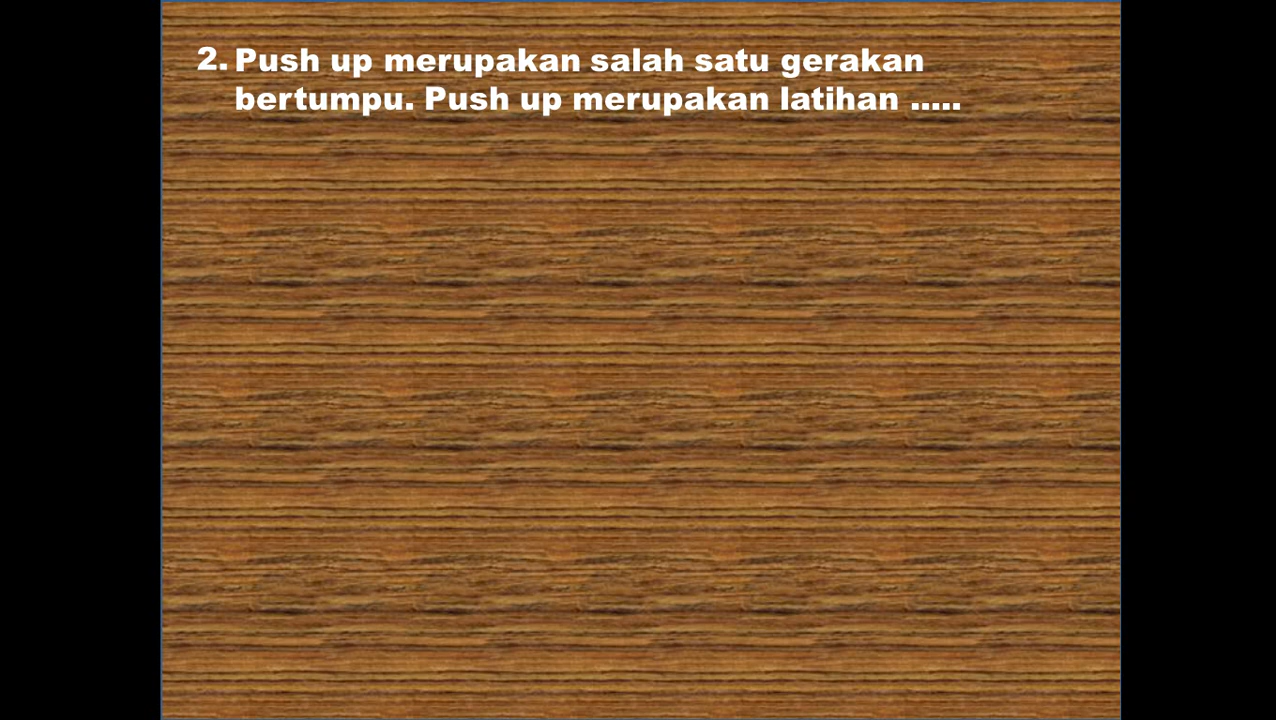 2. Push up merupakan salah satu gerakan
bertumpu. Push up merupakan latihan .....